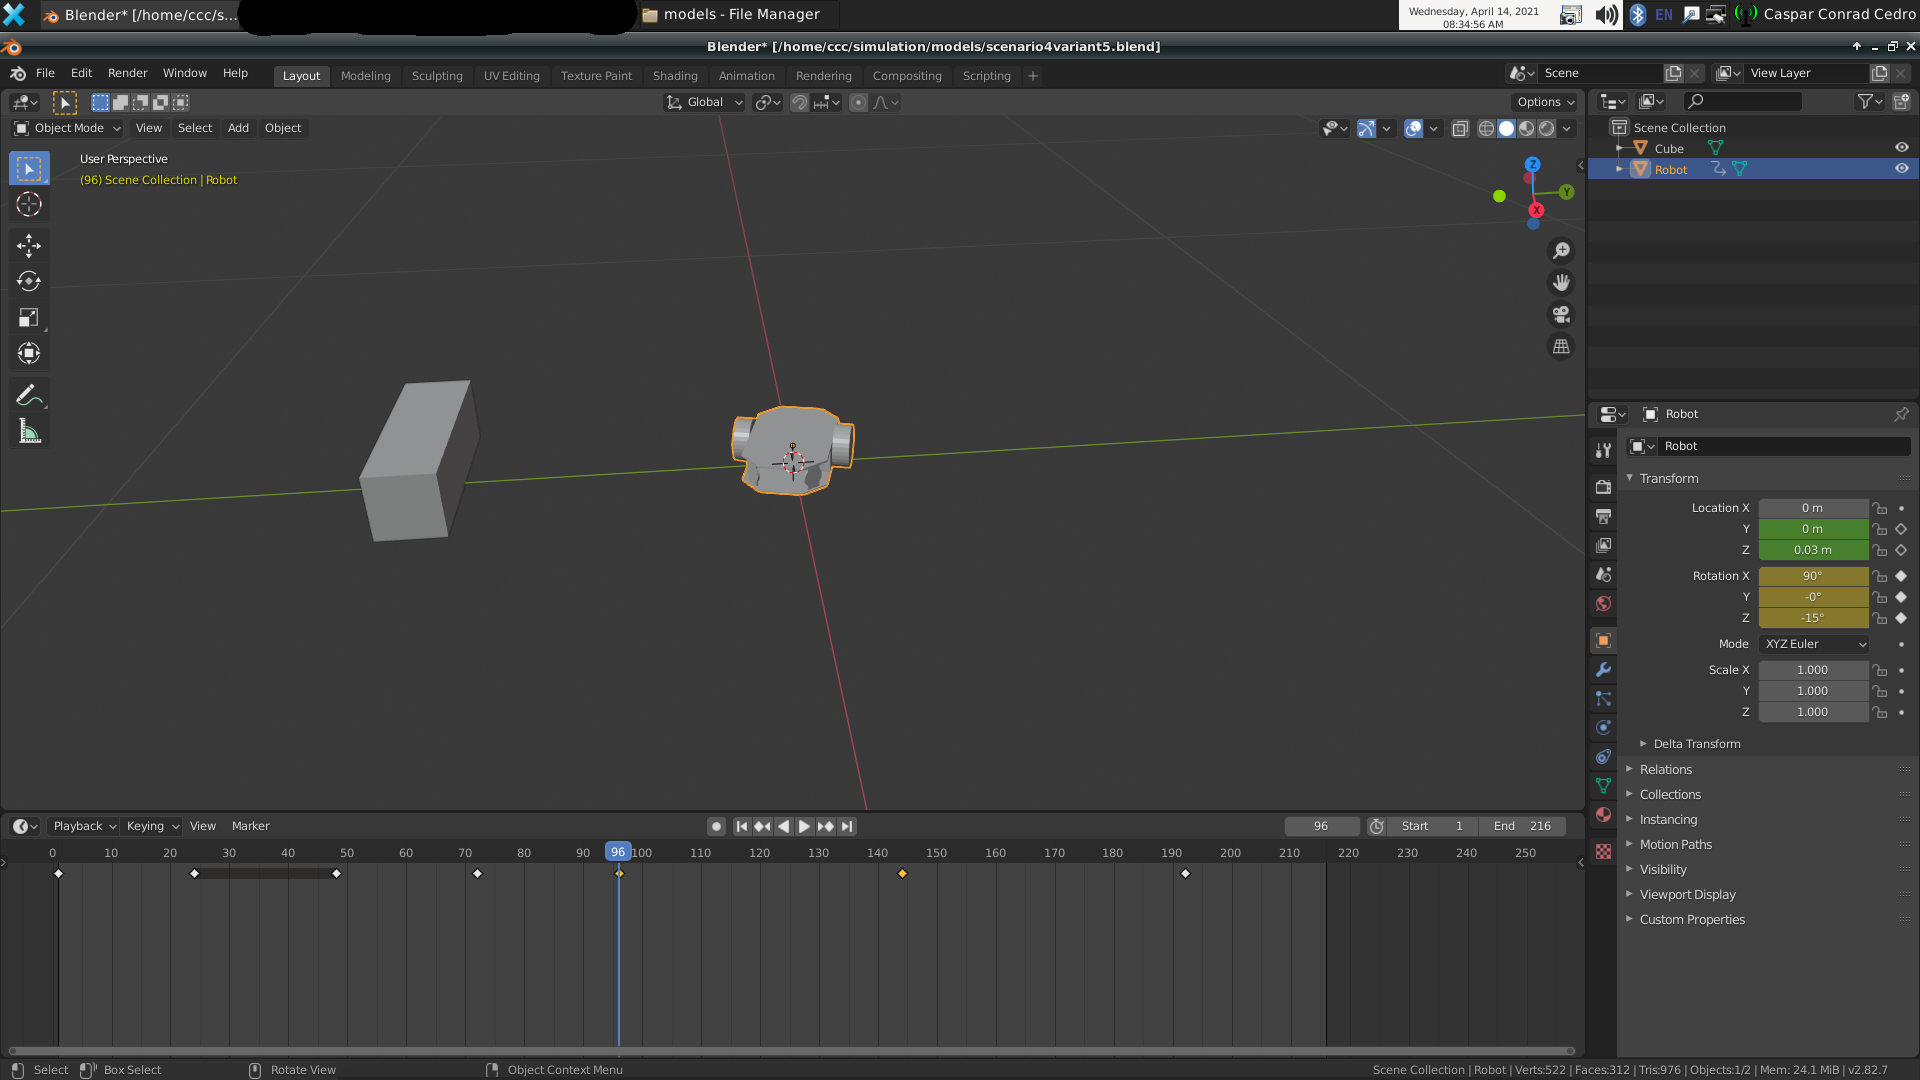 Blender* [/home/ccc/s...
models - File Manager
Wednesday, April 14, 2021
08:34:56 AM
EN
Caspar Conrad Cedro
Blender* [/home/ccc/simulation/models/scenario4variant5.blend]
File Edit Render Window Help
Layout Modeling Sculpting UV Editing Texture Paint Shading Animation Rendering Compositing Scripting +
Scene
View Layer
Global
Options
Object Mode View Select Add Object
User Perspective
(96) Scene Collection | Robot
Z
Y
X
Scene Collection
Cube
Robot
Robot
Robot
Transform
Location X 0 m
Y 0 m
Z 0.03 m
Rotation X 90°
Y -0°
Z -15°
Mode XYZ Euler
Scale X 1.000
Y 1.000
Z 1.000
Delta Transform
Relations
Collections
Instancing
Motion Paths
Visibility
Viewport Display
Custom Properties
Playback Keying View Marker
96
Start 1
End 216
0 10 20 30 40 50 60 70 80 90 96 100 110 120 130 140 150 160 170 180 190 200 210 220 230 240 250
Select Box Select Rotate View Object Context Menu
Scene Collection | Robot | Verts:522 | Faces:312 | Tris:976 | Objects:1/2 | Mem: 24.1 MiB | v2.82.7